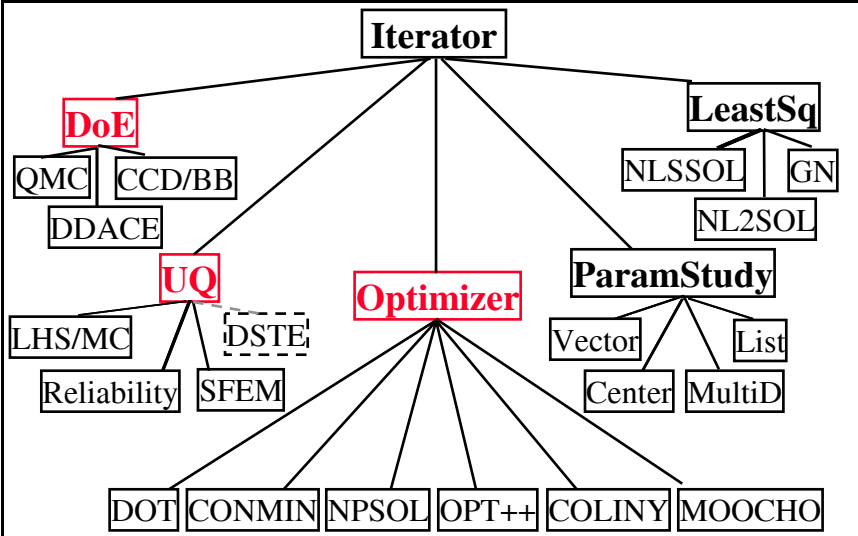 Iterator
DoE
LeastSq
QMC
CCD/BB
NLSSOL
GN
DDACE
NL2SOL
UQ
Optimizer
ParamStudy
LHS/MC
DSTE
Vector
List
Reliability
SFEM
Center
MultiD
DOT
CONMIN
NPSOL
OPT++
COLINY
MOOCHO